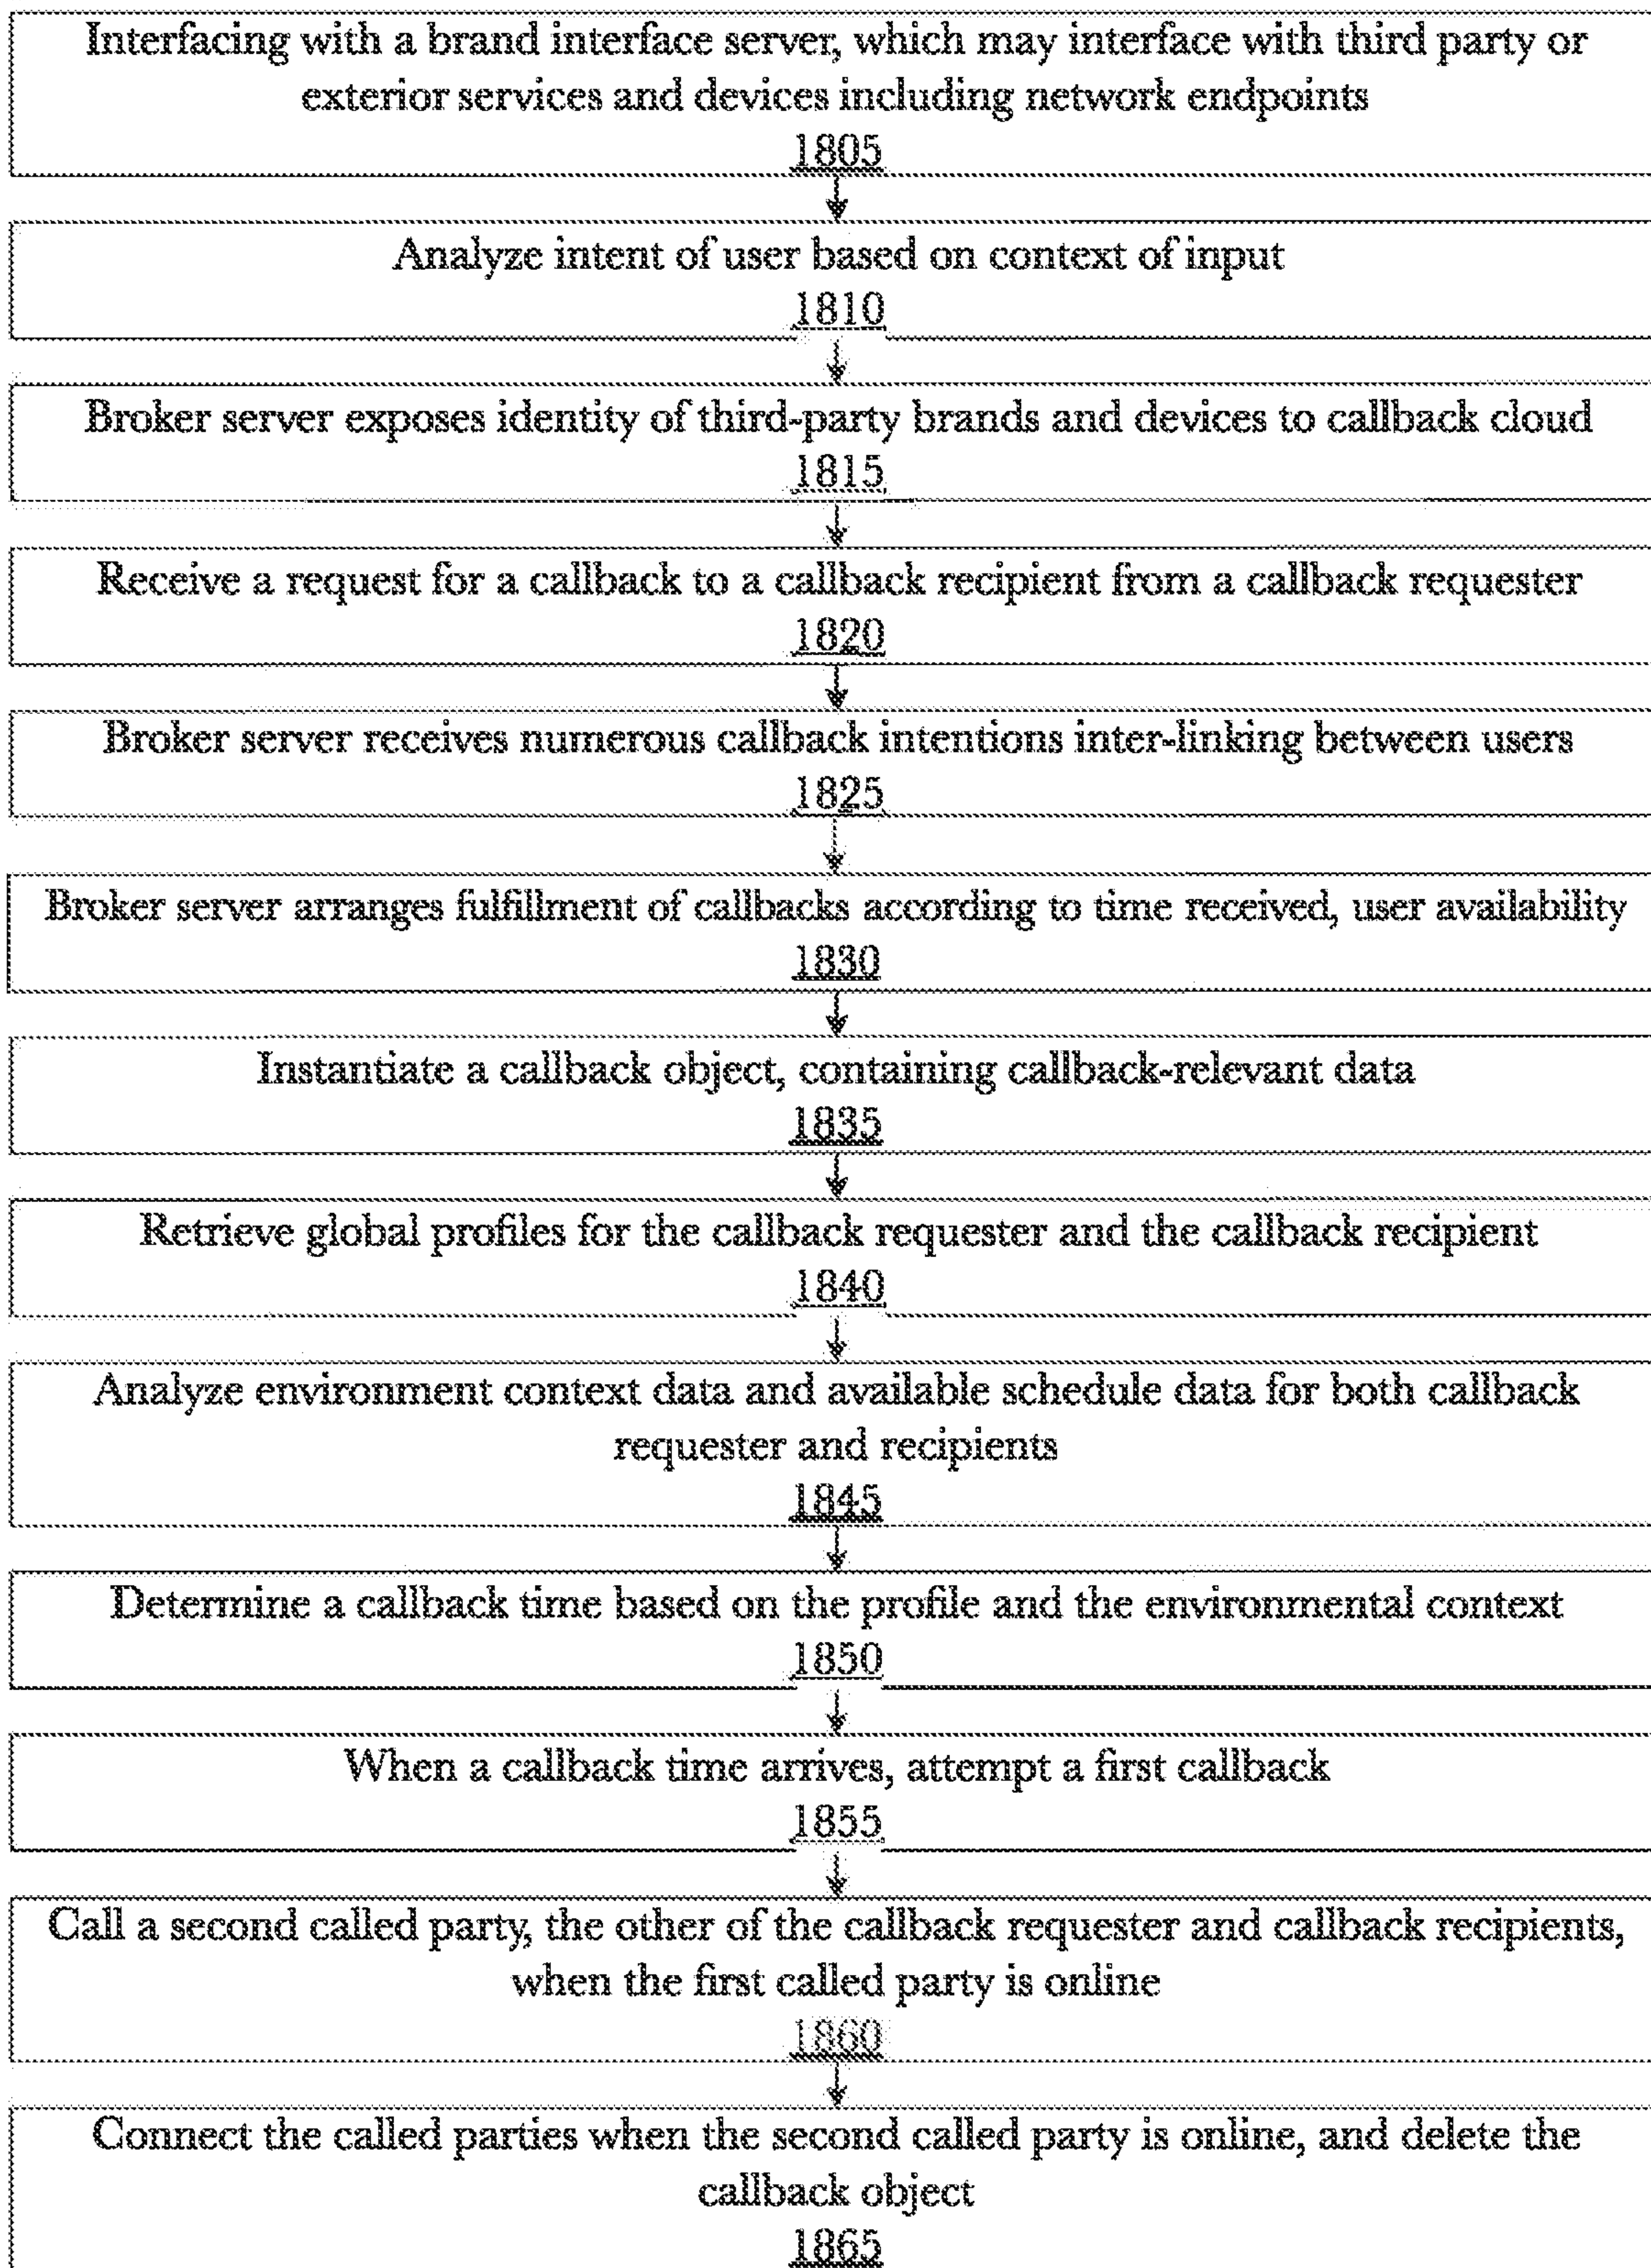 Interfacing with a brand interface server, which may interface with third party or
exterior services and devices including network endpoints
1805
Analyze intent of user based on context of input
1810
Broker server exposes identity of third-party brands and devices to callback cloud
1815
Receive a request for a callback to a callback recipient from a callback requester
1820
Broker server receives numerous callback intentions inter-linking between users
1825
Broker server arranges fulfillment of callbacks according to time received, user availability
1830
Instantiate a callback object, containing callback-relevant data
1835
Retrieve global profiles for the callback requester and the callback recipient
1840
Analyze environment context data and available schedule data for both callback
requester and recipients
1845
Determine a callback time based on the profile and the environmental context
1850
When a callback time arrives, attempt a first callback
1855
Call a second called party, the other of the callback requester and callback recipients,
when the first called party is online
1860
Connect the called parties when the second called party is online, and delete the
callback object
1865